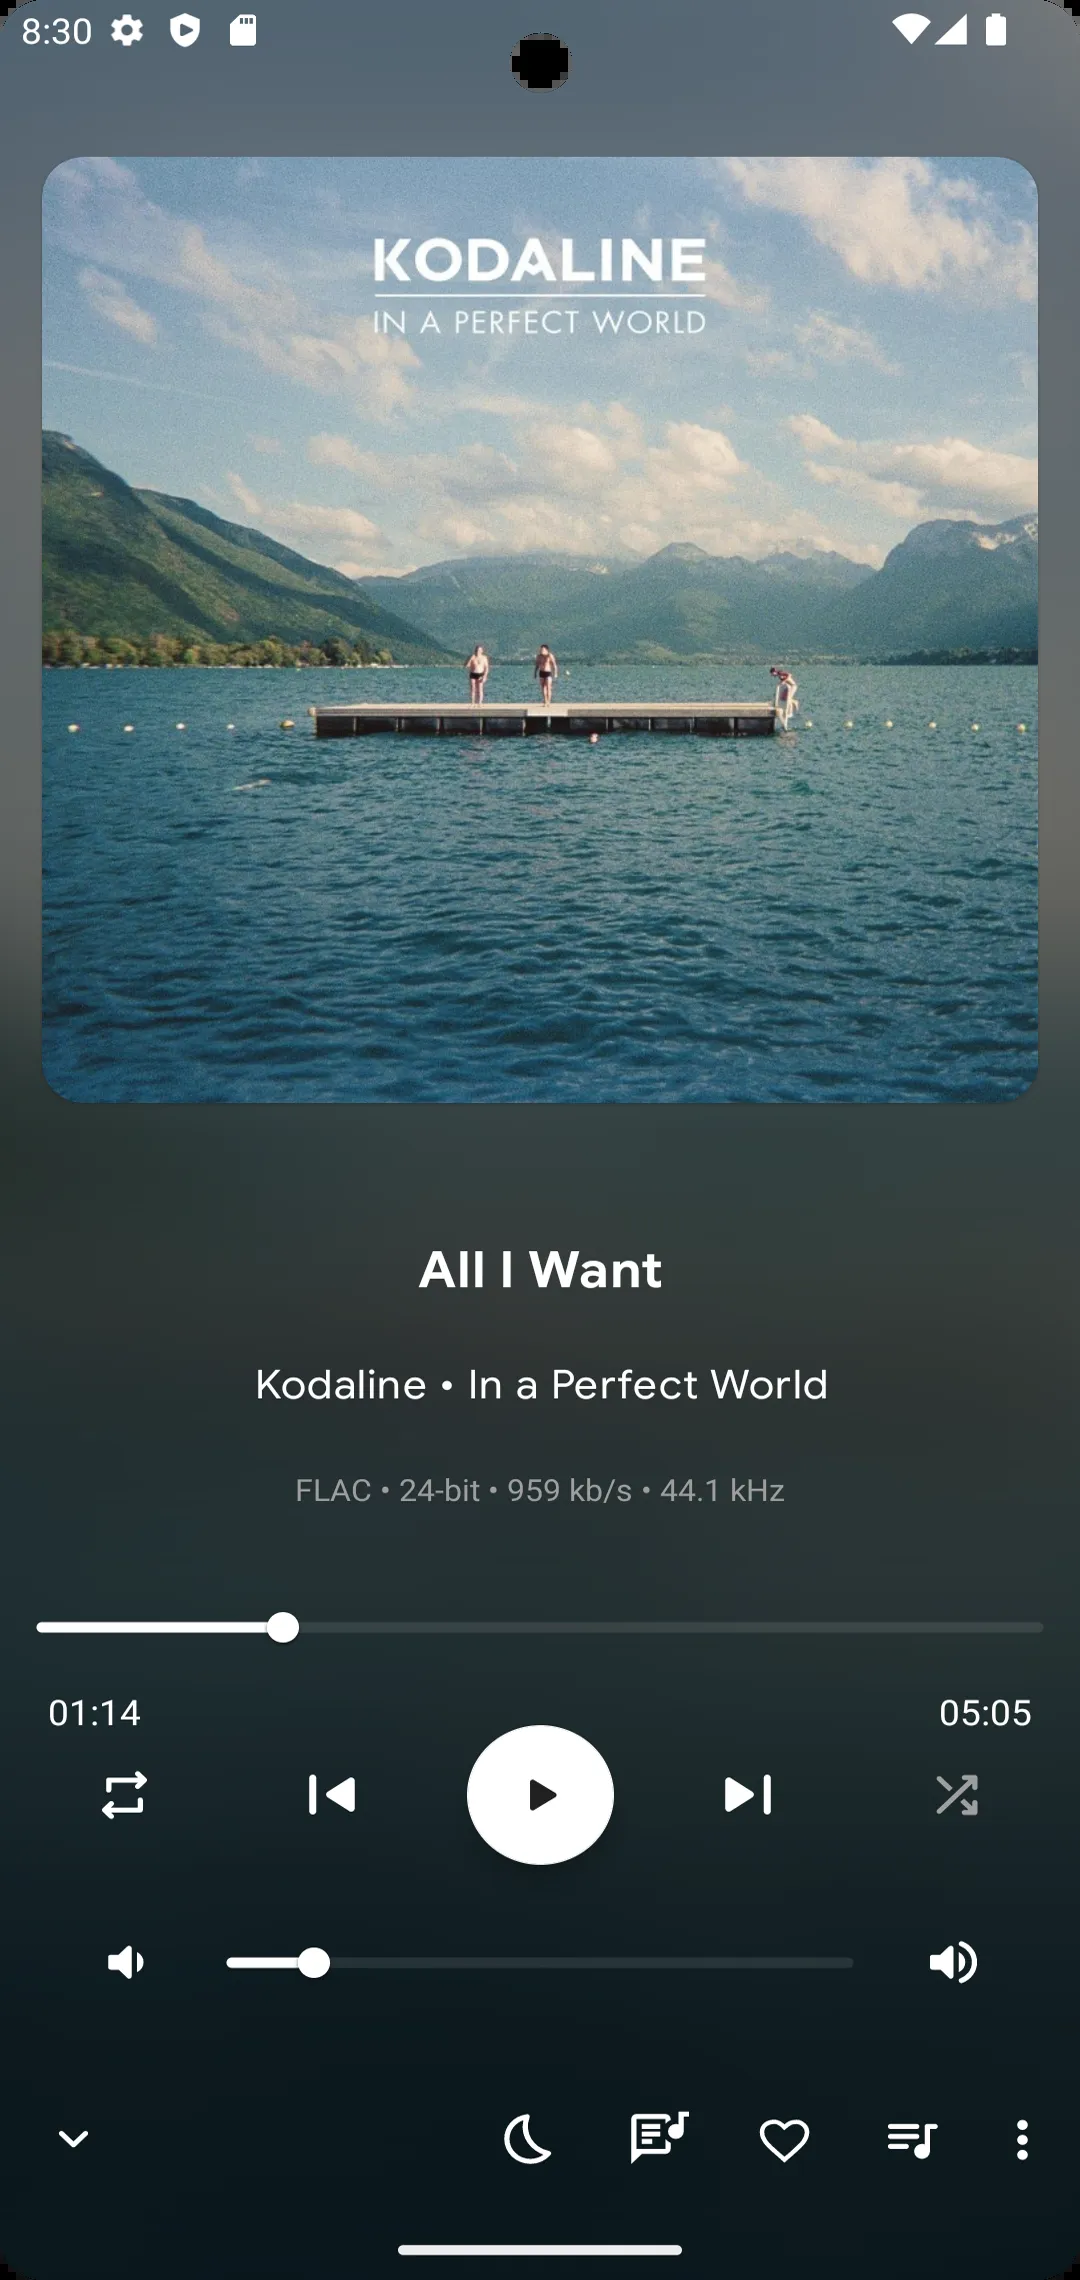 8:30
KODALINE
IN A PERFECT WORLD
All I Want
Kodaline • In a Perfect World
FLAC • 24-bit • 959 kb/s • 44.1 kHz
01:14
05:05